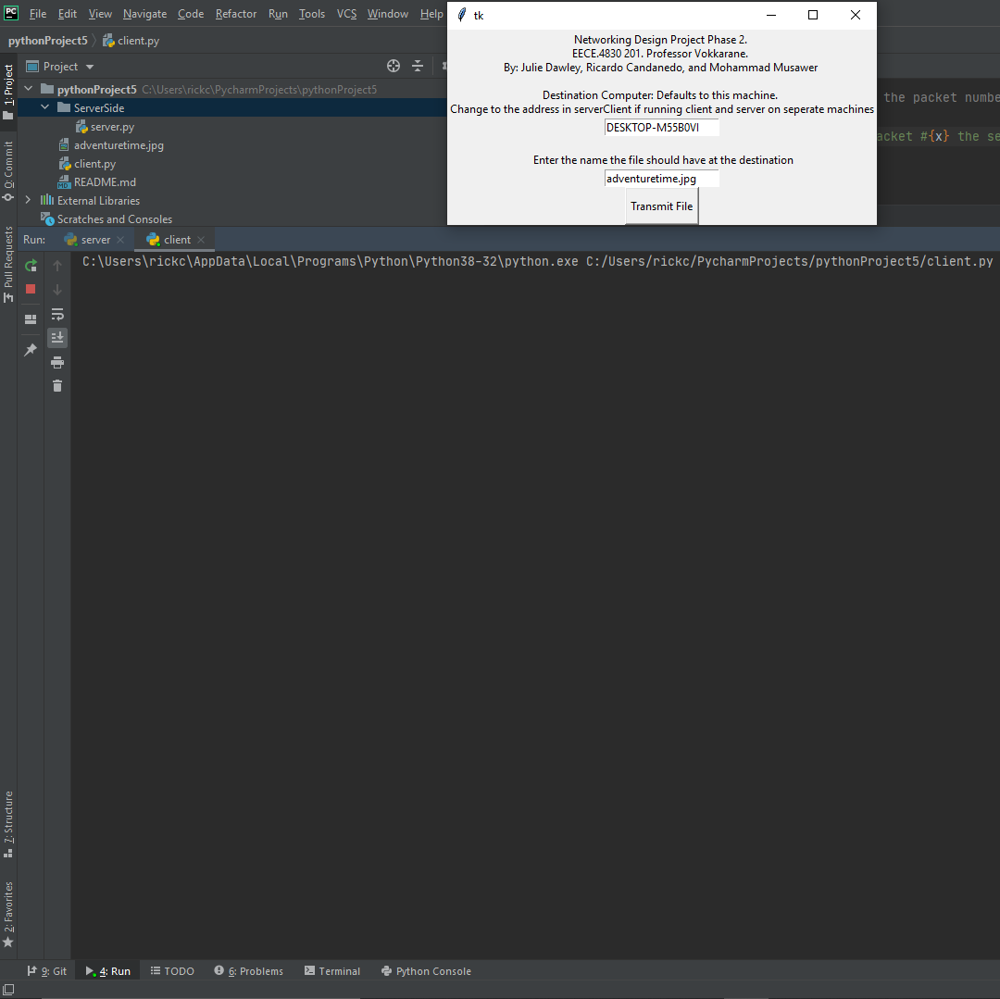 PC File Edit View Navigate Code Refactor Run Tools VCS Window Help
tk
pythonProject5 client.py
Networking Design Project Phase 2.
EECE.4830 201. Professor Vokkarane.
By: Julie Dawley, Ricardo Candanedo, and Mohammad Musawer
Destination Computer: Defaults to this machine.
Change to the address in serverClient if running client and server on seperate machines
DESKTOP-M55B0VI
Enter the name the file should have at the destination
adventuretime.jpg
Transmit File
Project
pythonProject5 C:\Users\rickc\PycharmProjects\pythonProject5
ServerSide
server.py
adventuretime.jpg
client.py
README.md
External Libraries
Scratches and Consoles
the packet numbe
acket #{x} the se
1: Project
0: Commit
Pull Requests
7: Structure
2: Favorites
Run: server client
C:\Users\rickc\AppData\Local\Programs\Python\Python38-32\python.exe C:/Users/rickc/PycharmProjects/pythonProject5/client.py
9: Git 4: Run TODO 6: Problems Terminal Python Console